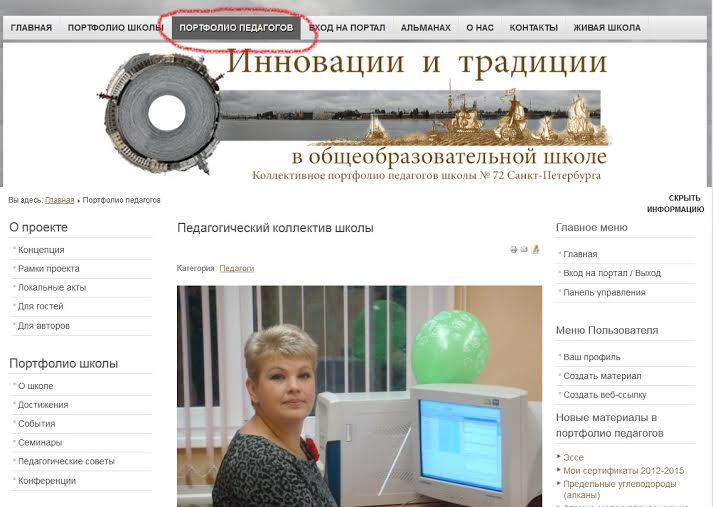 ГЛАВНАЯ ПОРТФОЛИО ШКОЛЫ ПОРТФОЛИО ПЕДАГОГОВ ВХОД НА ПОРТАЛ АЛЬМАНАХ О НАС КОНТАКТЫ ЖИВАЯ ШКОЛА
Инновации и традиции
в общеобразовательной школе
Коллективное портфолио педагогов школы № 72 Санкт-Петербурга
Вы здесь: Главная Портфолио педагогов
СКРЫТЬ
ИНФОРМАЦИЮ
О проекте
Концепция
Рамки проекта
Локальные акты
Для гостей
Для авторов
Портфолио школы
О школе
Достижения
События
Семинары
Педагогические советы
Конференции
Педагогический коллектив школы
Категория: Педагоги
Главное меню
Главная
Вход на портал / Выход
Панель управления
Меню Пользователя
Ваш профиль
Создать материал
Создать веб-ссылку
Новые материалы в
портфолио педагогов
Эссе
Мои сертификаты 2012-2015
Предельные углеводороды
(алканы)